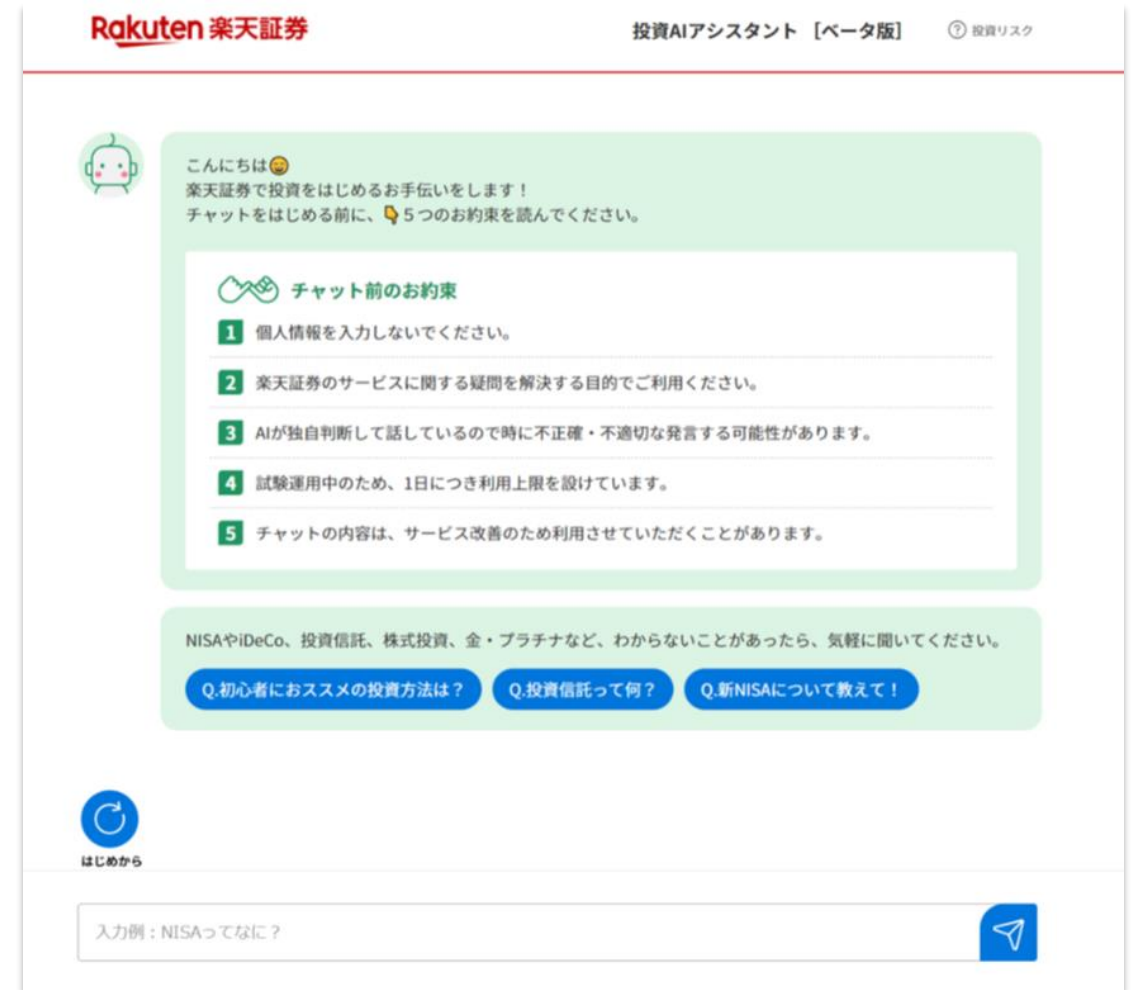 Rakuten 楽天証券
投資AIアシスタント [ベータ版]
? 投資リスク
こんにちは😄
楽天証券で投資をはじめるお手伝いをします！
チャットをはじめる前に、👇５つのお約束を読んでください。
チャット前のお約束
1 個人情報を入力しないでください。
2 楽天証券のサービスに関する疑問を解決する目的でご利用ください。
3 AIが独自判断して話しているので時に不正確・不適切な発言する可能性があります。
4 試験運用中のため、1日につき利用上限を設けています。
5 チャットの内容は、サービス改善のため利用させていただくことがあります。
NISAやiDeCo、投資信託、株式投資、金・プラチナなど、わからないことがあったら、気軽に聞いてください。
Q.初心者におススメの投資方法は？
Q.投資信託って何？
Q.新NISAについて教えて！
はじめから
入力例：NISAってなに？